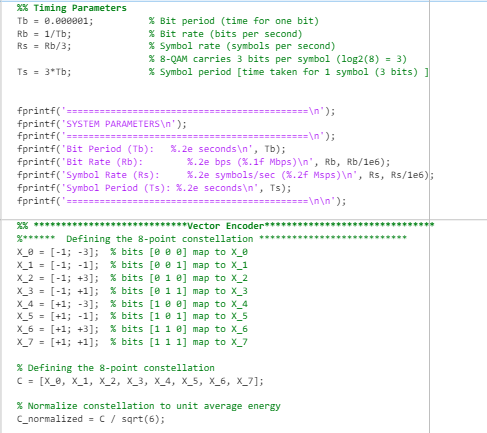 %% Timing Parameters
Tb = 0.000001; % Bit period (time for one bit)
Rb = 1/Tb; % Bit rate (bits per second)
Rs = Rb/3; % Symbol rate (symbols per second)
% 8-QAM carries 3 bits per symbol (log2(8) = 3)
Ts = 3*Tb; % Symbol period [time taken for 1 symbol (3 bits) ]
fprintf('==============================================\n');
fprintf('SYSTEM PARAMETERS\n');
fprintf('==============================================\n');
fprintf('Bit Period (Tb): %.2e seconds\n', Tb);
fprintf('Bit Rate (Rb): %.2e bps (%.1f Mbps)\n', Rb, Rb/1e6);
fprintf('Symbol Rate (Rs): %.2e symbols/sec (%.2f Msps)\n', Rs, Rs/1e6);
fprintf('Symbol Period (Ts): %.2e seconds\n', Ts);
fprintf('==============================================\n\n');
%% *****************************Vector Encoder********************************
%****** Defining the 8-point constellation ****************************
X_0 = [-1; -3]; % bits [0 0 0] map to X_0
X_1 = [-1; -1]; % bits [0 0 1] map to X_1
X_2 = [-1; +3]; % bits [0 1 0] map to X_2
X_3 = [-1; +1]; % bits [0 1 1] map to X_3
X_4 = [+1; -3]; % bits [1 0 0] map to X_4
X_5 = [+1; -1]; % bits [1 0 1] map to X_5
X_6 = [+1; +3]; % bits [1 1 0] map to X_6
X_7 = [+1; +1]; % bits [1 1 1] map to X_7
% Defining the 8-point constellation
C = [X_0, X_1, X_2, X_3, X_4, X_5, X_6, X_7];
% Normalize constellation to unit average energy
C_normalized = C / sqrt(6);